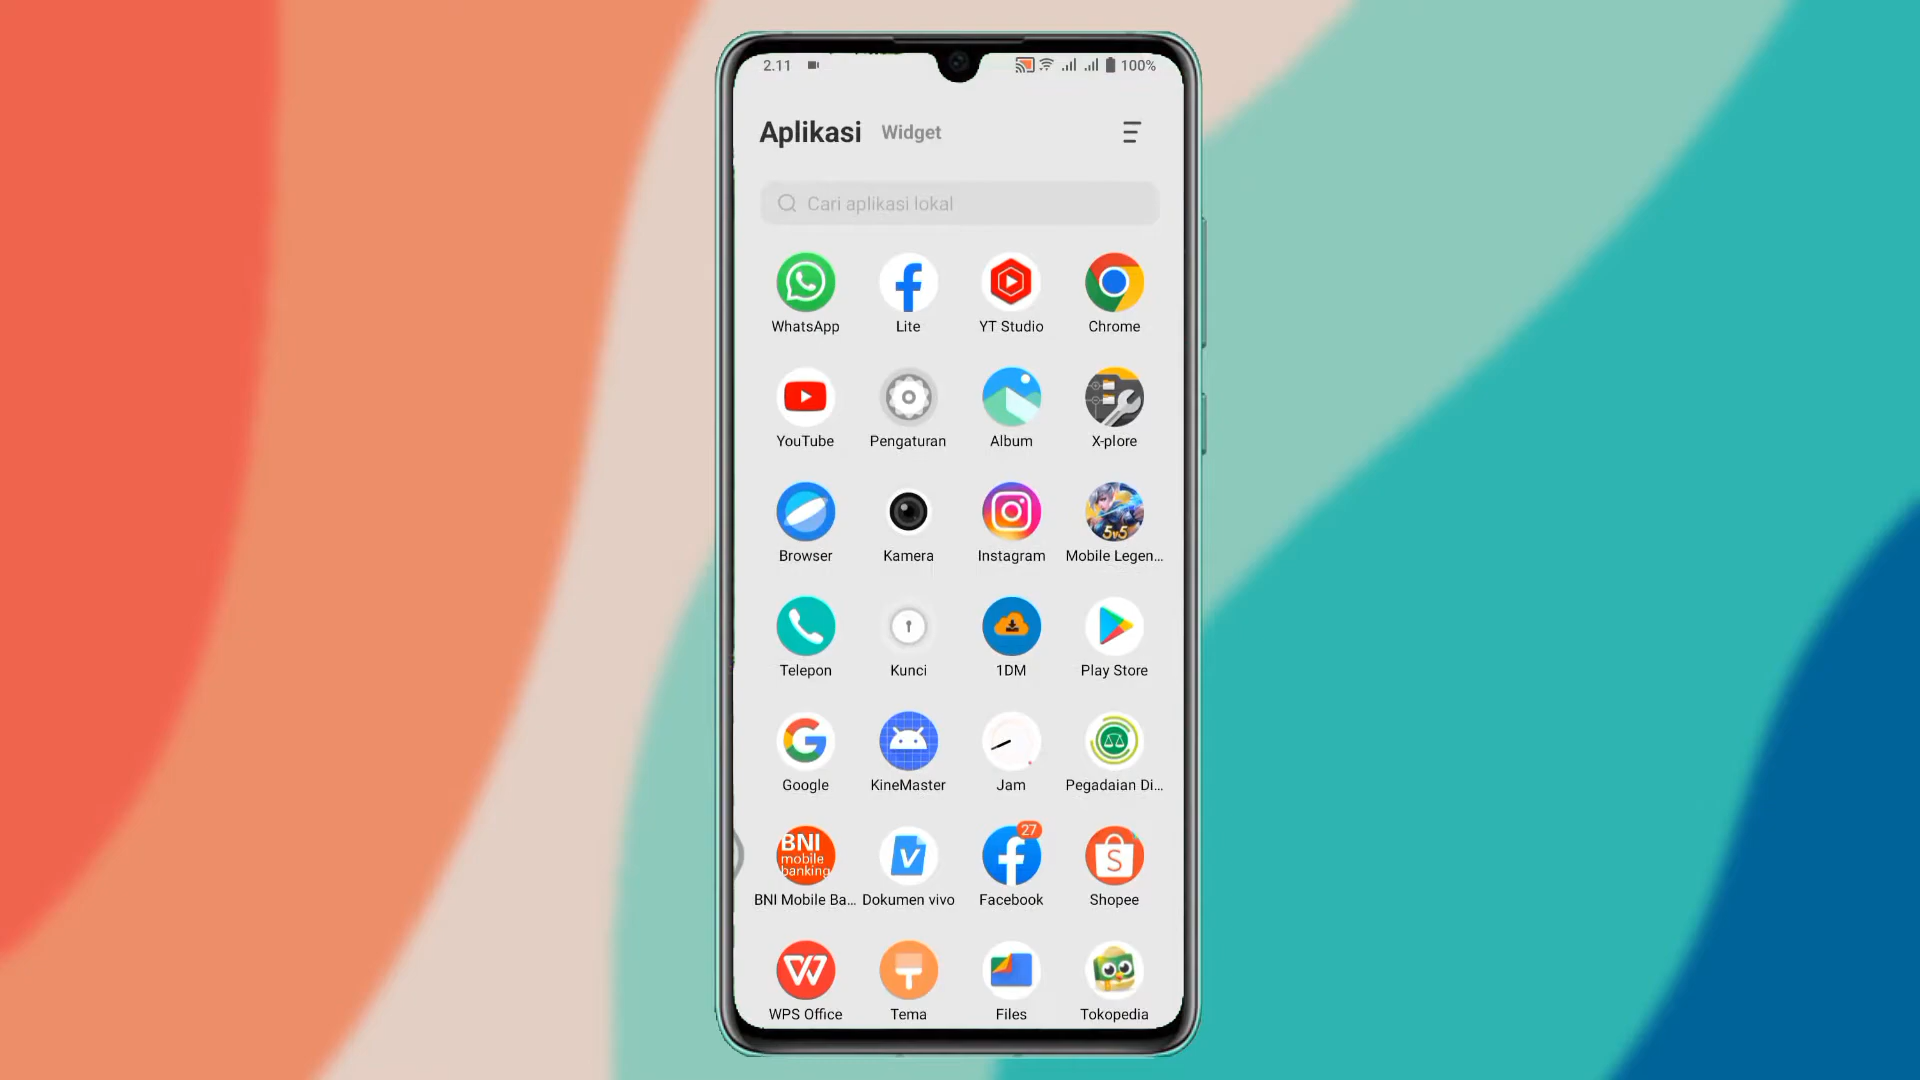 2.11 100%
Aplikasi Widget
Cari aplikasi lokal
WhatsApp Lite YT Studio Chrome
YouTube Pengaturan Album X-plore
5v5
Browser Kamera Instagram Mobile Legen...
Telepon Kunci 1DM Play Store
Google KineMaster Jam Pegadaian Di...
27
BNI
mobile
banking
BNI Mobile Ba... Dokumen vivo Facebook Shopee
WPS Office Tema Files Tokopedia